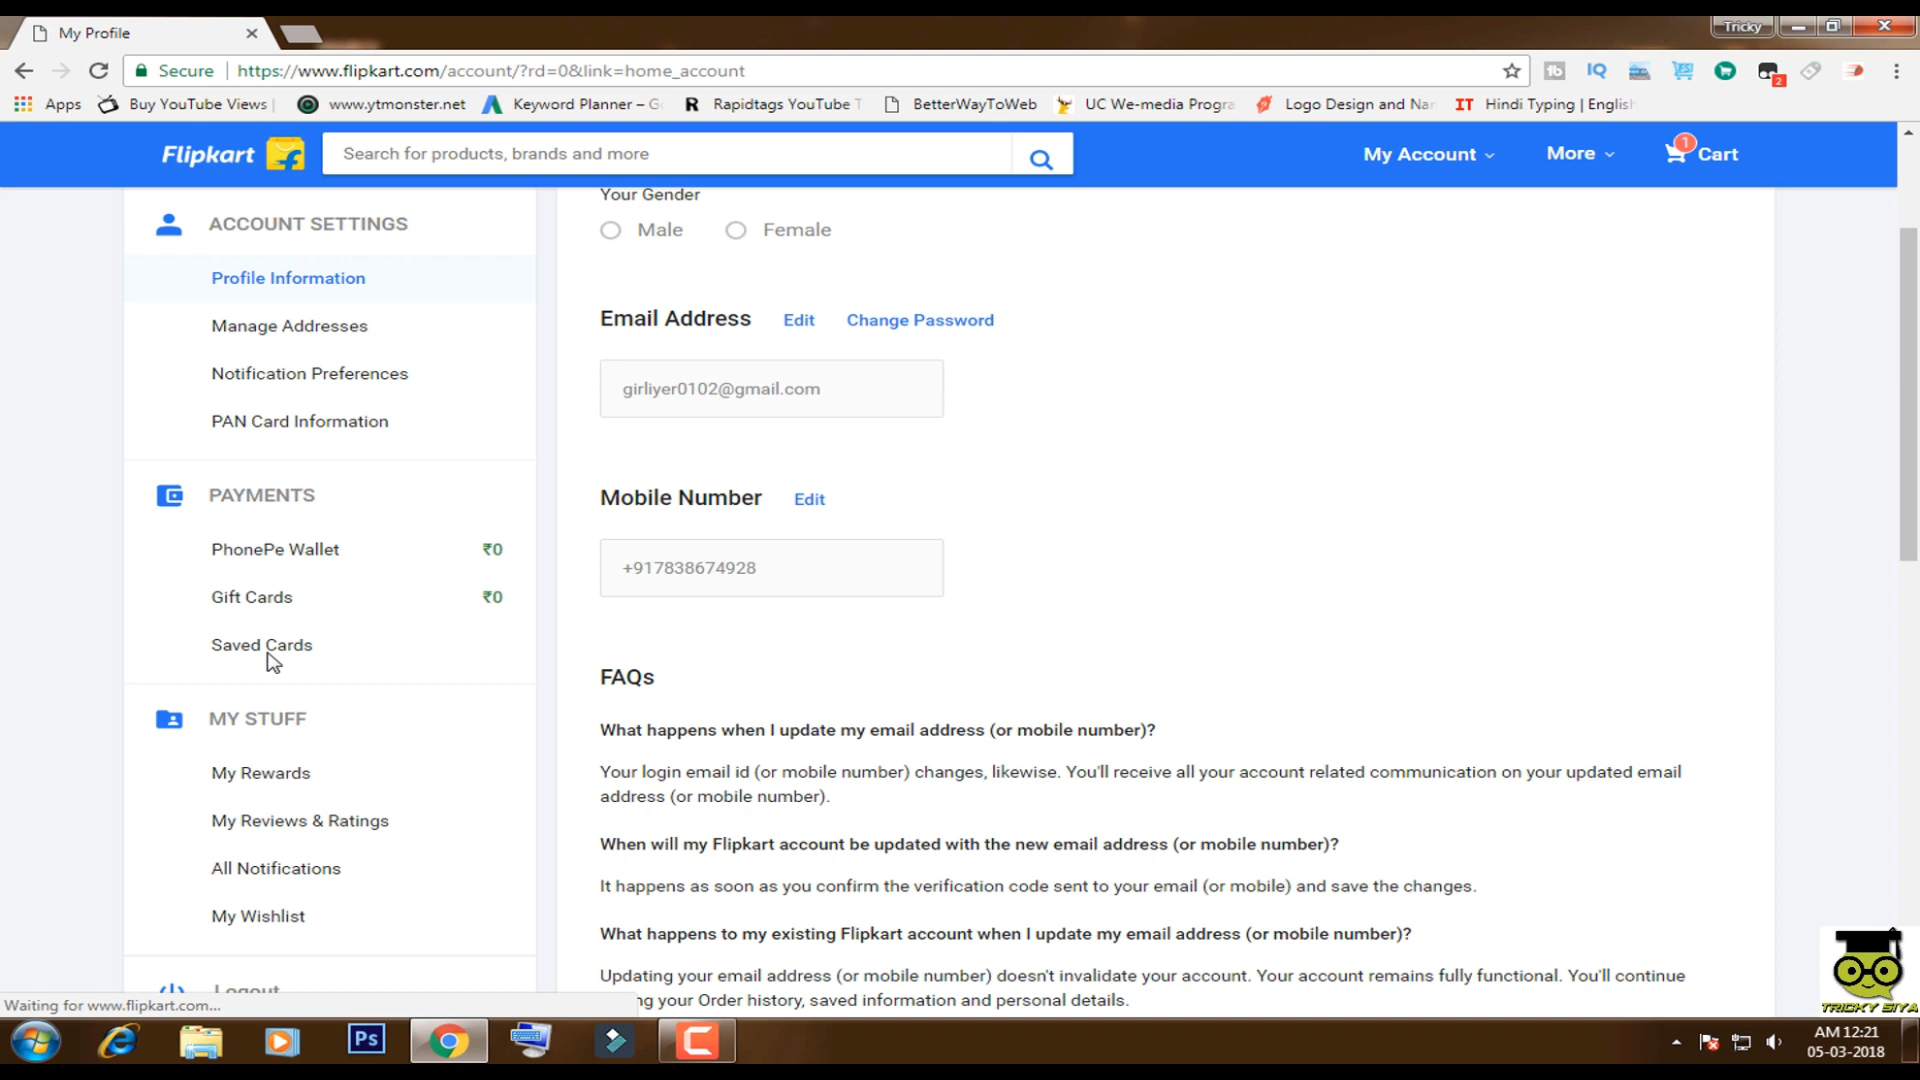 My Profile
Tricky
Secure
https://www.flipkart.com/account/?rd=0&link=home_account
2
Apps
Buy YouTube Views
www.ytmonster.net
Keyword Planner – G
Rapidtags YouTube T
BetterWayToWeb
UC We-media Progra
Logo Design and Nar
IT Hindi Typing | English
Flipkart
Search for products, brands and more
My Account
More
1
Cart
ACCOUNT SETTINGS
Profile Information
Manage Addresses
Notification Preferences
PAN Card Information
PAYMENTS
PhonePe Wallet ₹0
Gift Cards ₹0
Saved Cards
MY STUFF
My Rewards
My Reviews & Ratings
All Notifications
My Wishlist
Logout
Your Gender
Male Female
Email Address Edit Change Password
girliyer0102@gmail.com
Mobile Number Edit
+917838674928
FAQs
What happens when I update my email address (or mobile number)?
Your login email id (or mobile number) changes, likewise. You'll receive all your account related communication on your updated email
address (or mobile number).
When will my Flipkart account be updated with the new email address (or mobile number)?
It happens as soon as you confirm the verification code sent to your email (or mobile) and save the changes.
What happens to my existing Flipkart account when I update my email address (or mobile number)?
Updating your email address (or mobile number) doesn't invalidate your account. Your account remains fully functional. You'll continue
ng your Order history, saved information and personal details.
Waiting for www.flipkart.com...
TRICKY SIYA
Ps
AM 12:21
05-03-2018